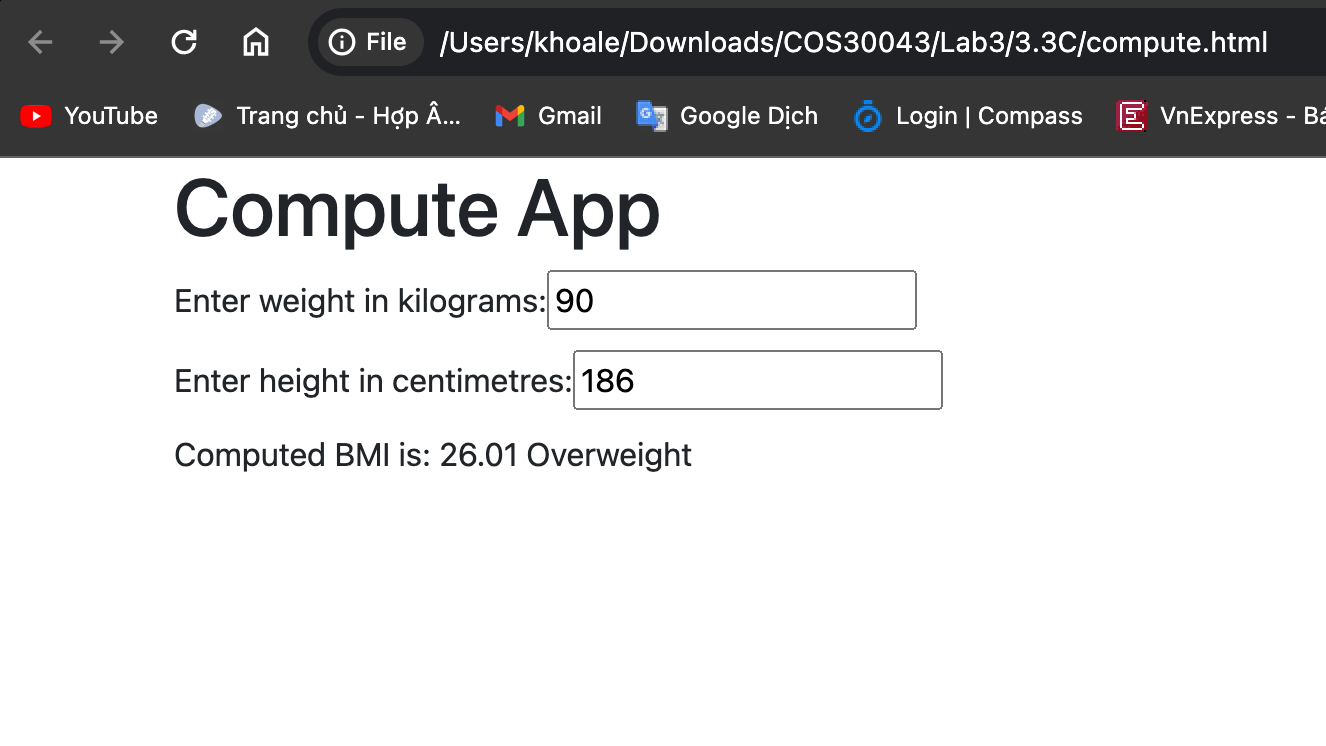 File /Users/khoale/Downloads/COS30043/Lab3/3.3C/compute.html
YouTube Trang chủ - Hợp Â... Gmail Google Dịch Login | Compass VnExpress - Bá
Compute App
Enter weight in kilograms: 90
Enter height in centimetres: 186
Computed BMI is: 26.01 Overweight